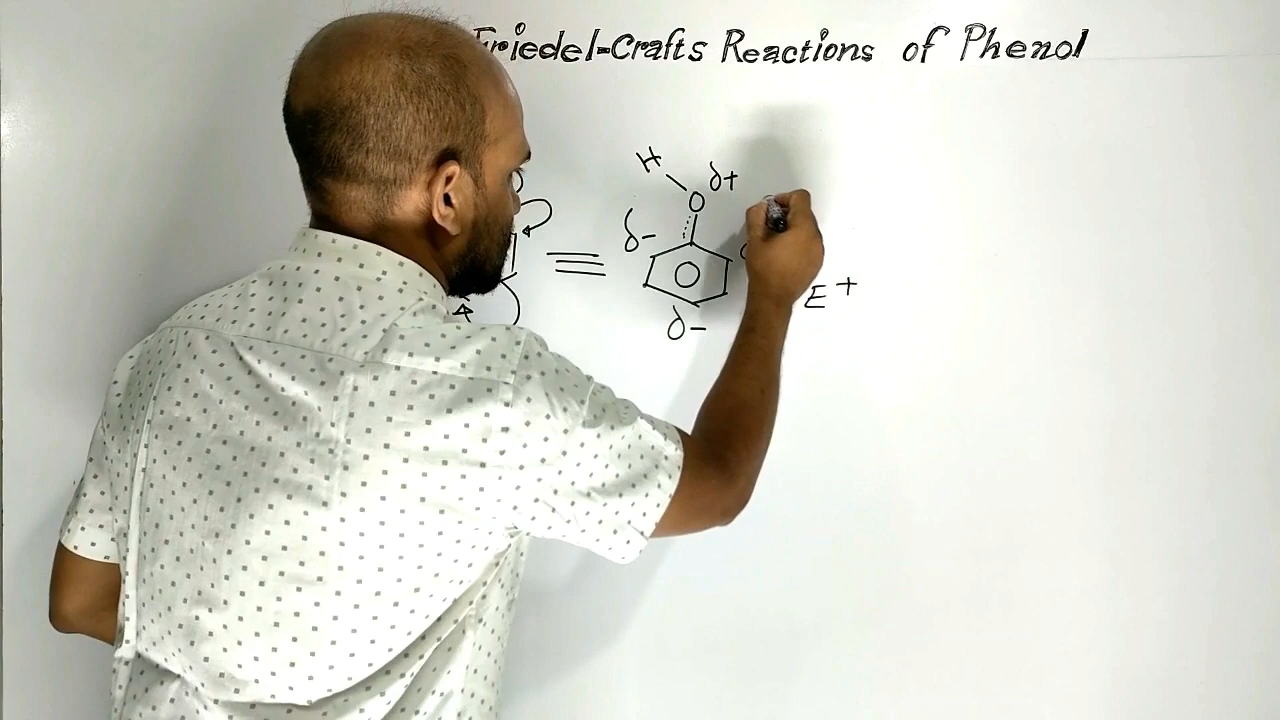 Friedel-Crafts Reactions of Phenol
H
O δ+
δ-
E +
δ-